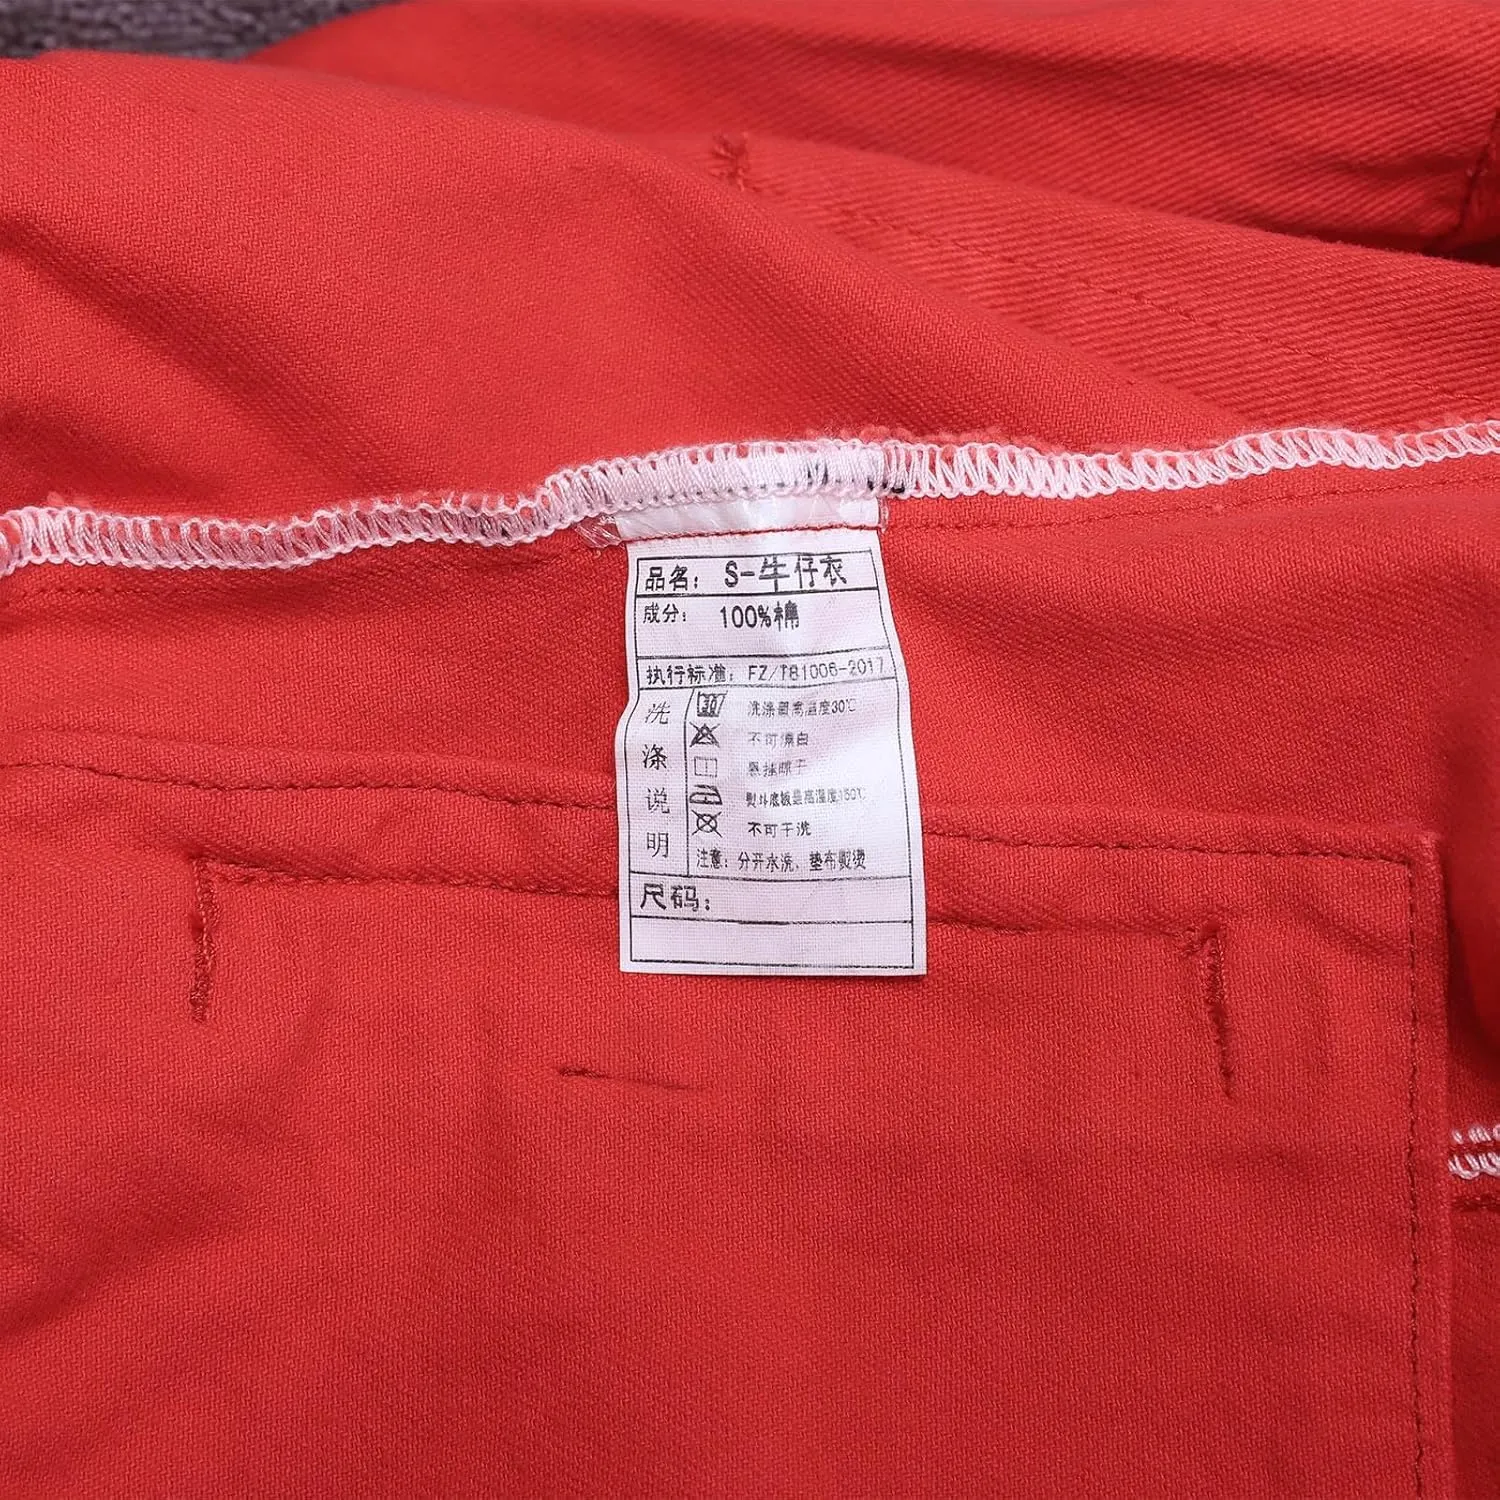 品名：S-牛仔衣
成分：100%棉
执行标准：FZ/T81006-2017
洗涤说明
30
洗涤最高温度30℃
不可漂白
悬挂晾干
熨斗底板最高温度150℃
不可干洗
注意：分开水洗，垫布熨烫
尺码：